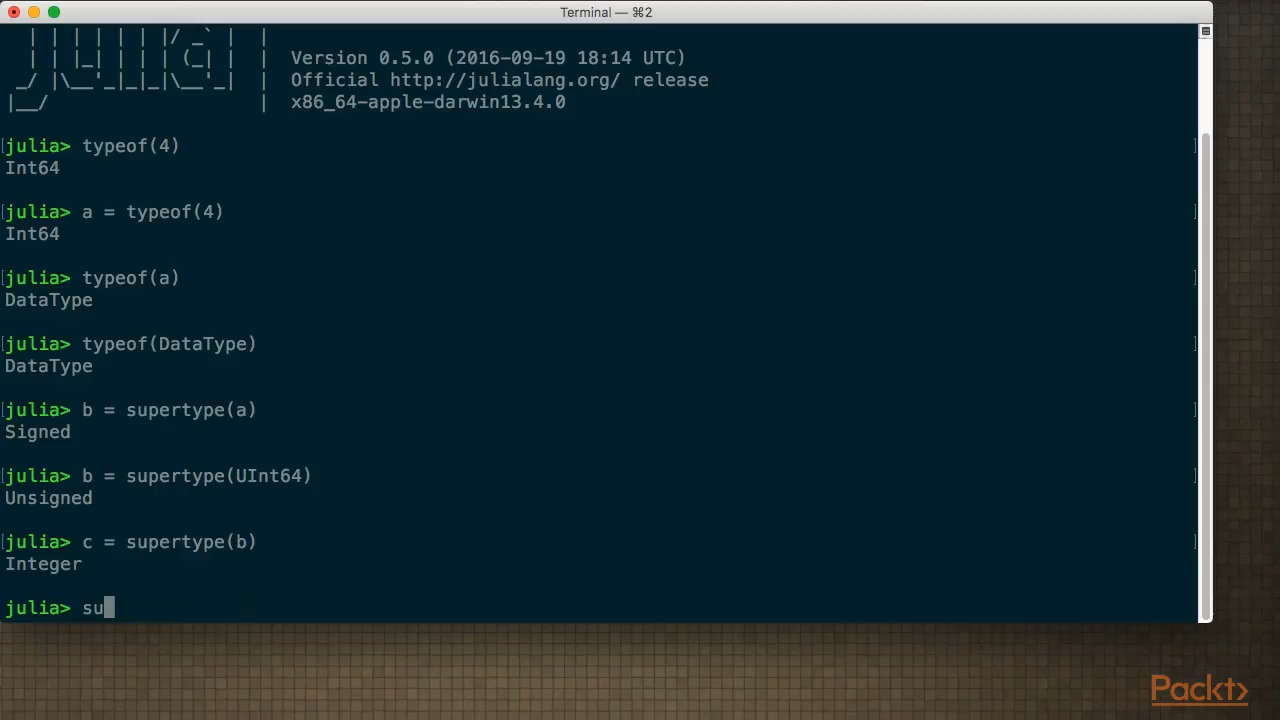 Terminal — ⌘2
Version 0.5.0 (2016-09-19 18:14 UTC)
Official http://julialang.org/ release
x86_64-apple-darwin13.4.0
julia> typeof(4)
Int64
julia> a = typeof(4)
Int64
julia> typeof(a)
DataType
julia> typeof(DataType)
DataType
julia> b = supertype(a)
Signed
julia> b = supertype(UInt64)
Unsigned
julia> c = supertype(b)
Integer
julia> su
Packt>